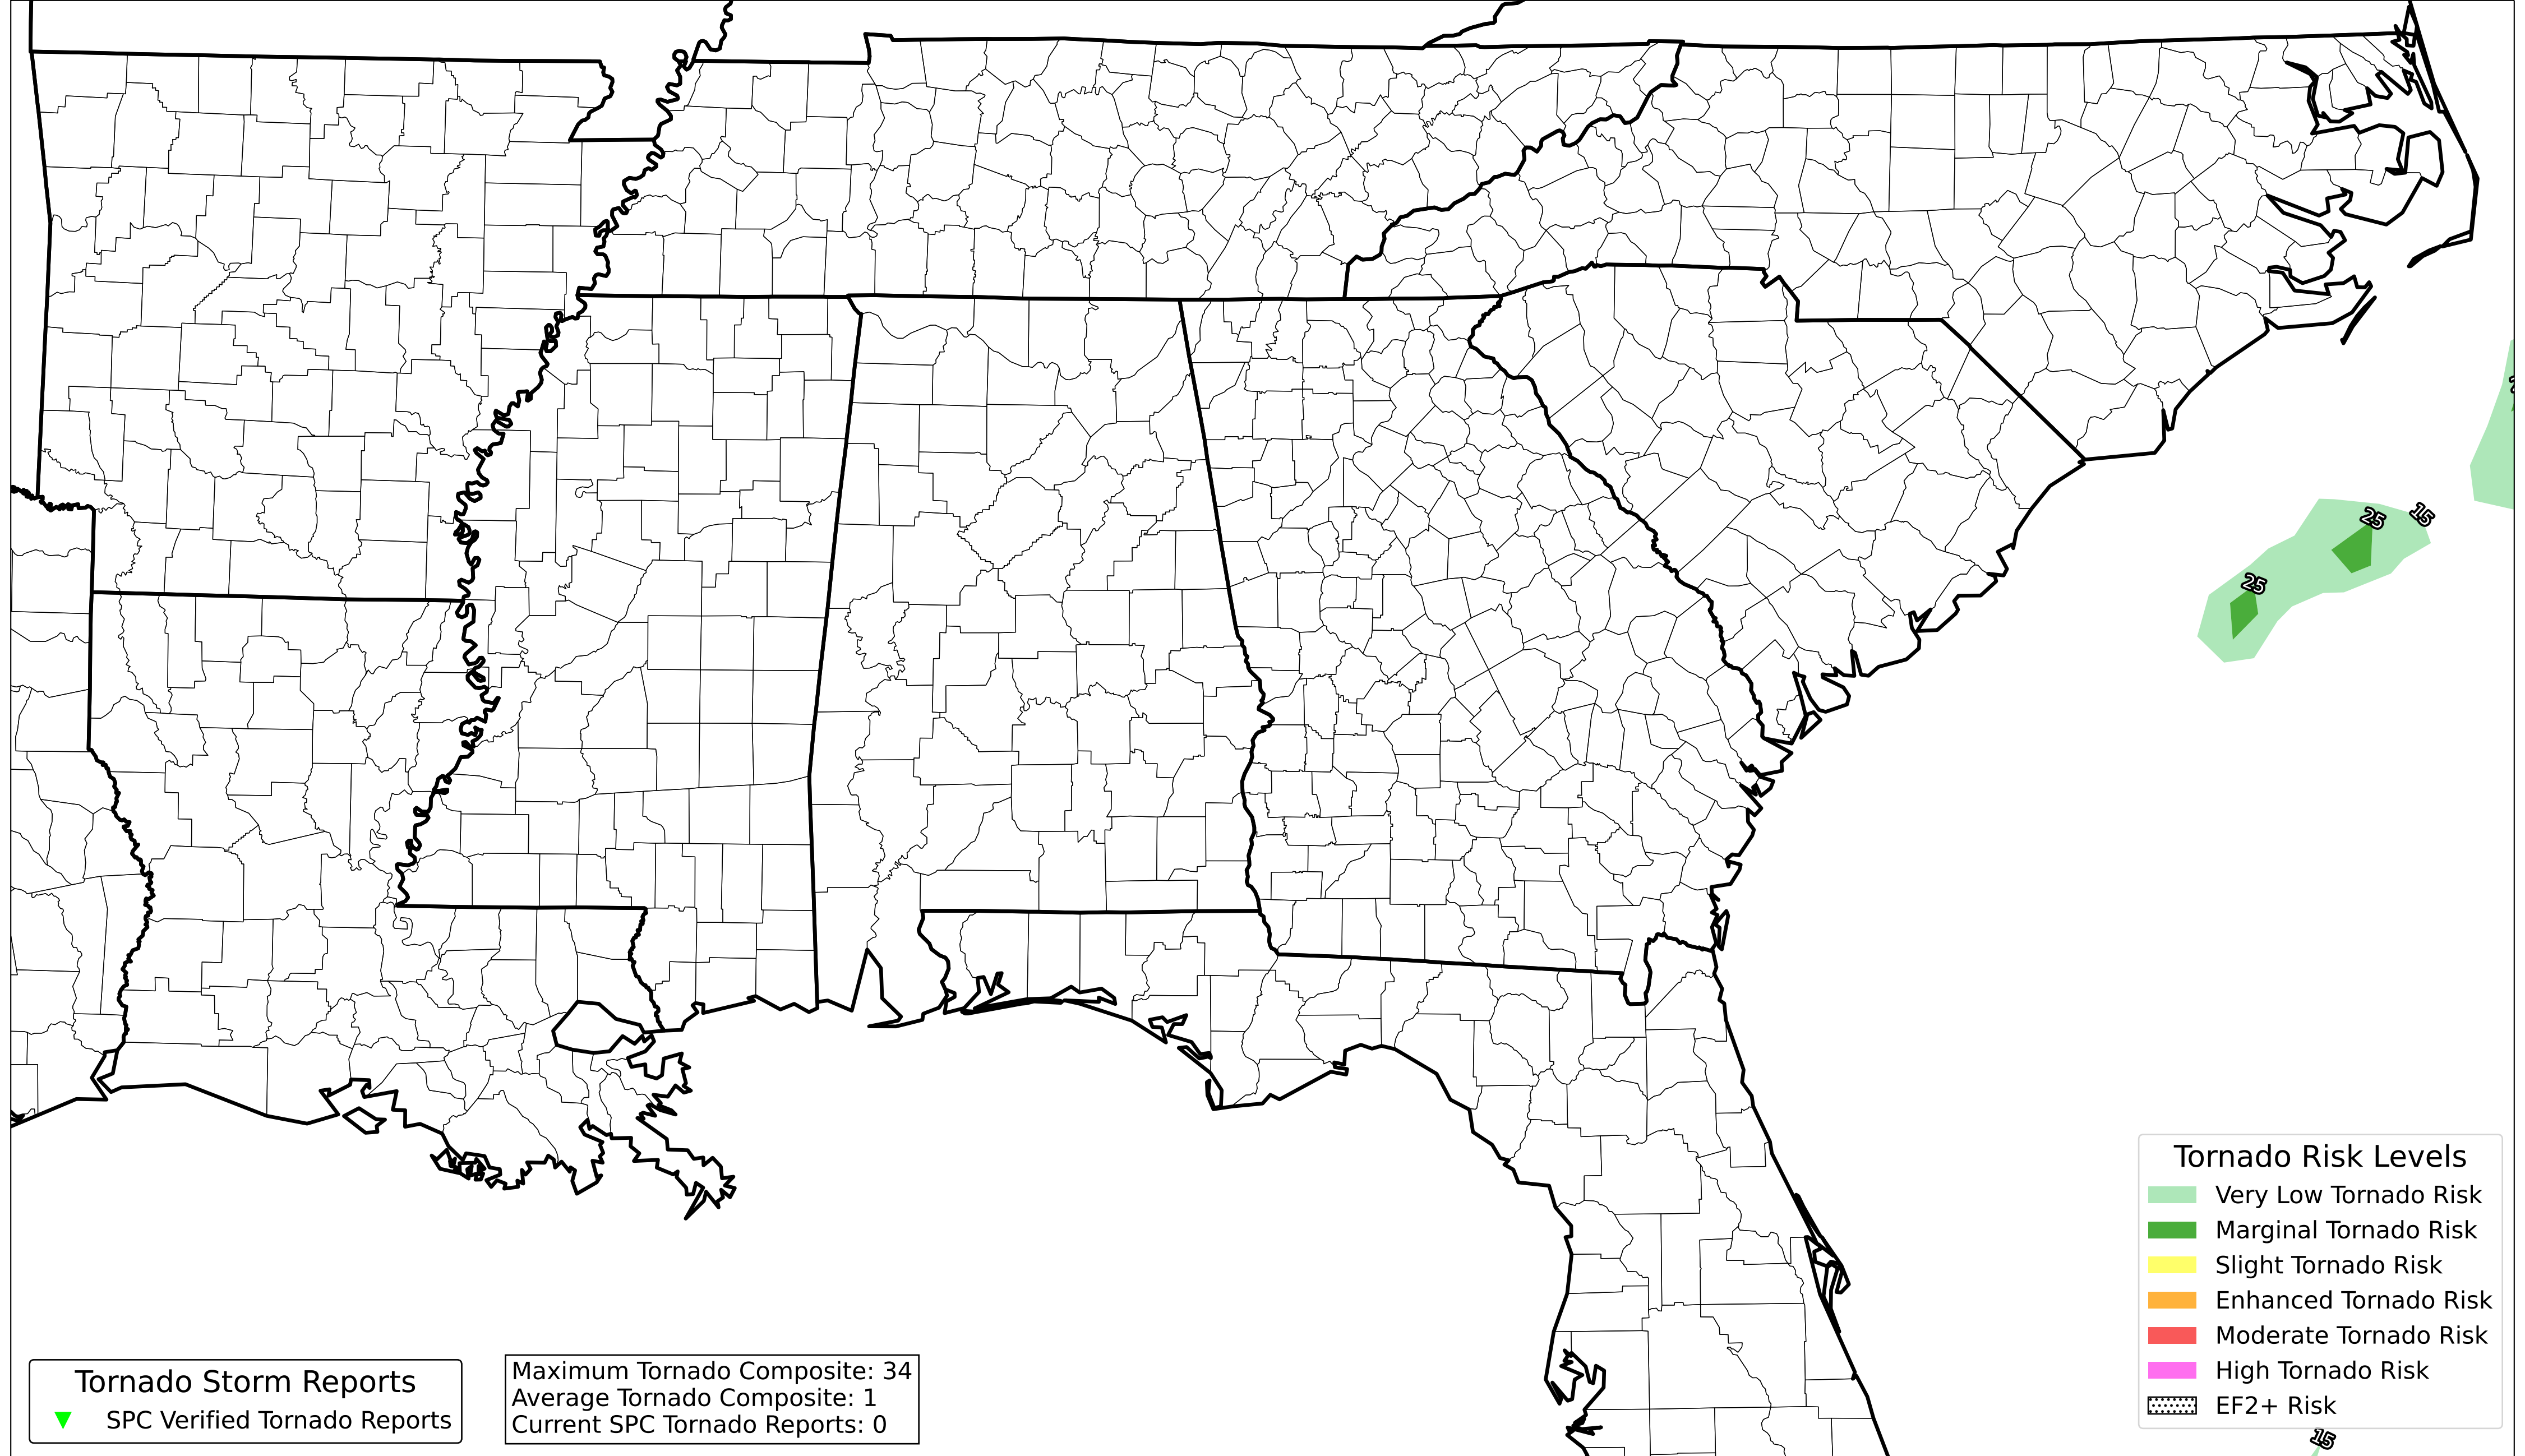 25
15
25
Tornado Risk Levels
Very Low Tornado Risk
Marginal Tornado Risk
Slight Tornado Risk
Enhanced Tornado Risk
Moderate Tornado Risk
High Tornado Risk
EF2+ Risk
Tornado Storm Reports
SPC Verified Tornado Reports
Maximum Tornado Composite: 34
Average Tornado Composite: 1
Current SPC Tornado Reports: 0
15